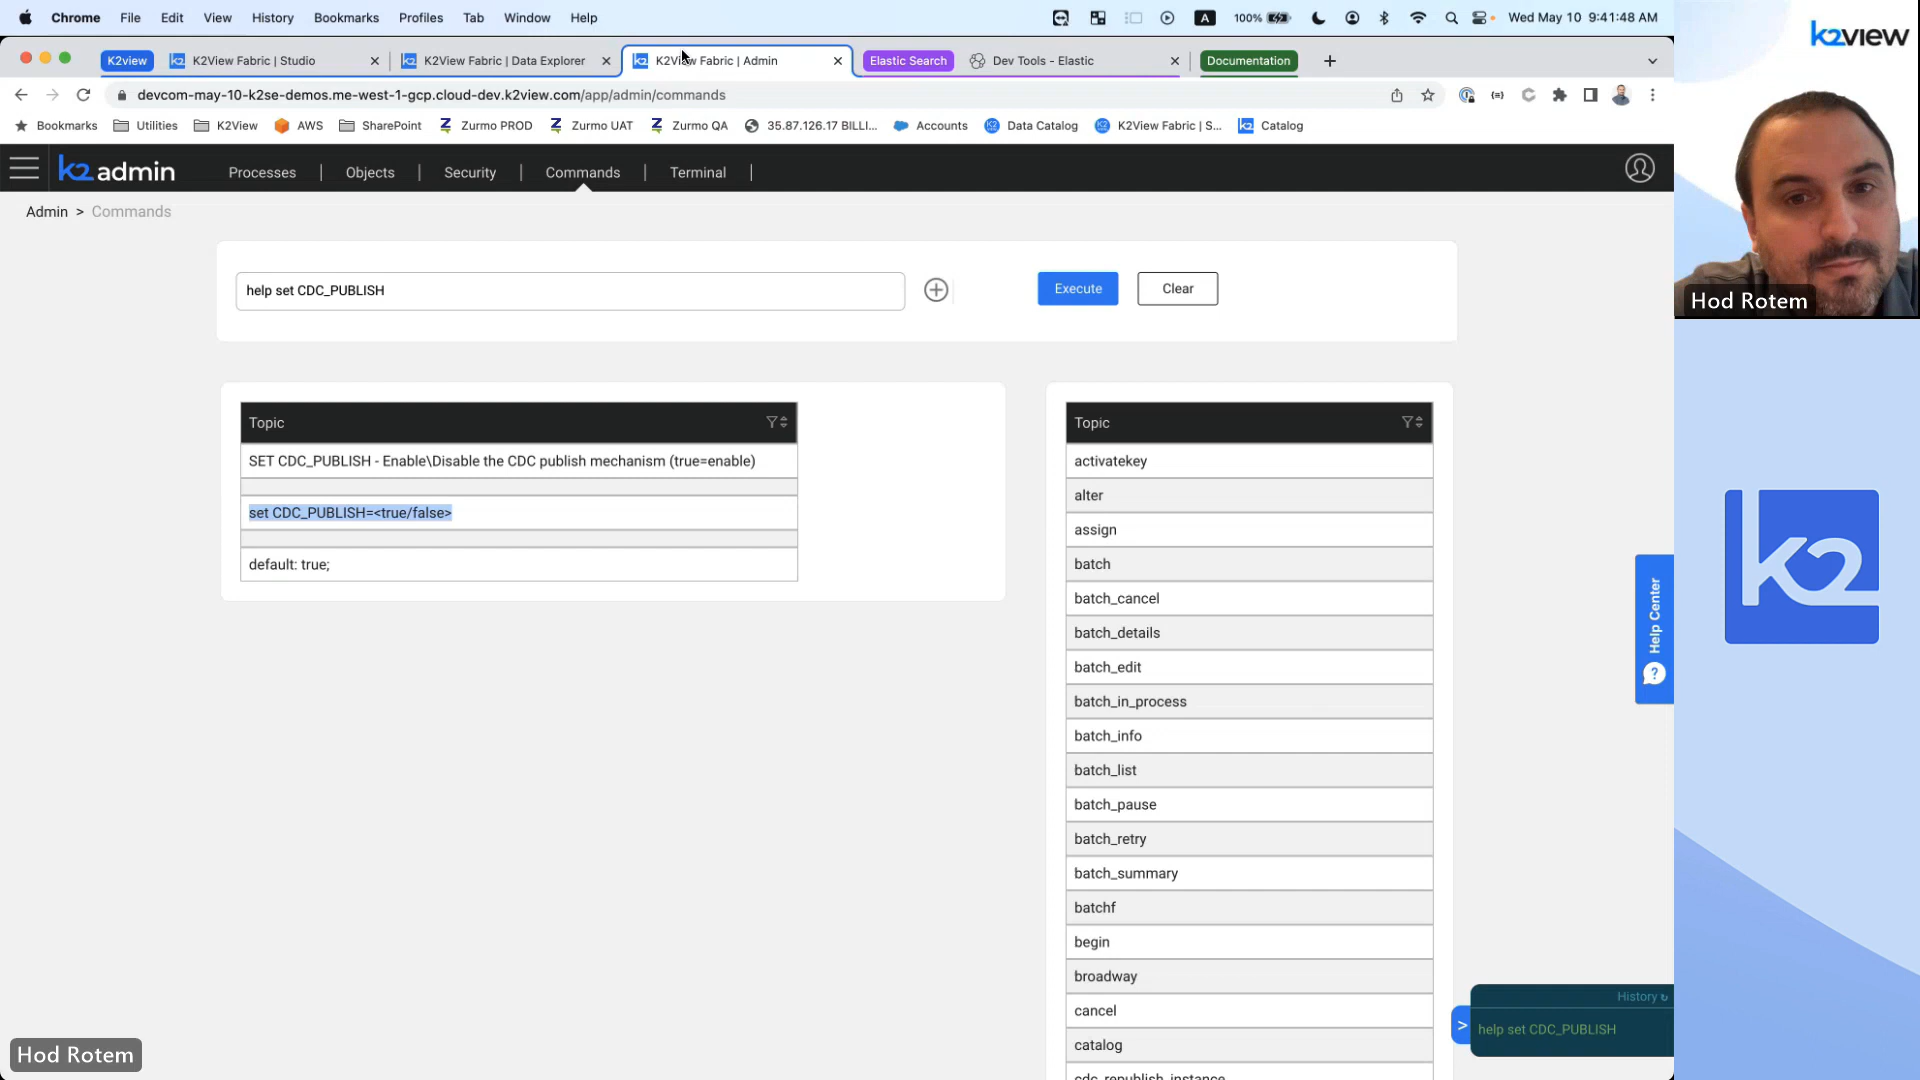 Chrome File Edit View History Bookmarks Profiles Tab Window Help A 100% Wed May 10 9:41:48 AM
K2view K2View Fabric | Studio K2View Fabric | Data Explorer K2View Fabric | Admin Elastic Search Dev Tools - Elastic Documentation
devcom-may-10-k2se-demos.me-west-1-gcp.cloud-dev.k2view.com/app/admin/commands
Bookmarks Utilities K2View AWS SharePoint Zurmo PROD Zurmo UAT Zurmo QA 35.87.126.17 BILLI... Accounts Data Catalog K2View Fabric | S... Catalog
k2admin Processes | Objects | Security | Commands | Terminal |
Admin > Commands
help set CDC_PUBLISH
Execute
Clear
Topic
SET CDC_PUBLISH - Enable\Disable the CDC publish mechanism (true=enable)
set CDC_PUBLISH=<true/false>
default: true;
Topic
activatekey
alter
assign
batch
batch_cancel
batch_details
batch_edit
batch_in_process
batch_info
batch_list
batch_pause
batch_retry
batch_summary
batchf
begin
broadway
cancel
catalog
cdc_republish_instance
Help Center
?
History
> help set CDC_PUBLISH
Hod Rotem
k2view
Hod Rotem
k2